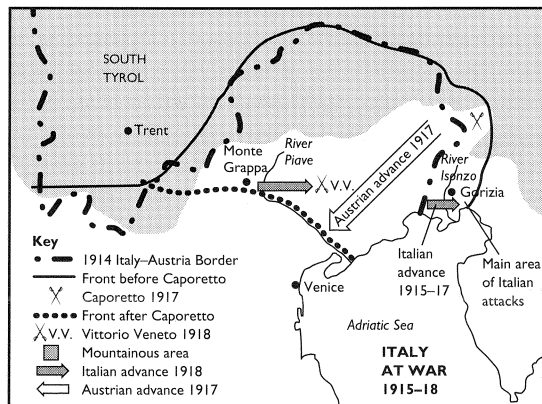 SOUTH
TYROL
Trent
Monte
Grappa
River
Piave
V.V.
Austrian advance 1917
River
Isonzo
Gorizia
Italian
advance
1915–17
Main area
of Italian
attacks
Venice
Adriatic Sea
ITALY
AT WAR
1915–18
Key
1914 Italy–Austria Border
Front before Caporetto
Caporetto 1917
Front after Caporetto
V.V. Vittorio Veneto 1918
Mountainous area
Italian advance 1918
Austrian advance 1917